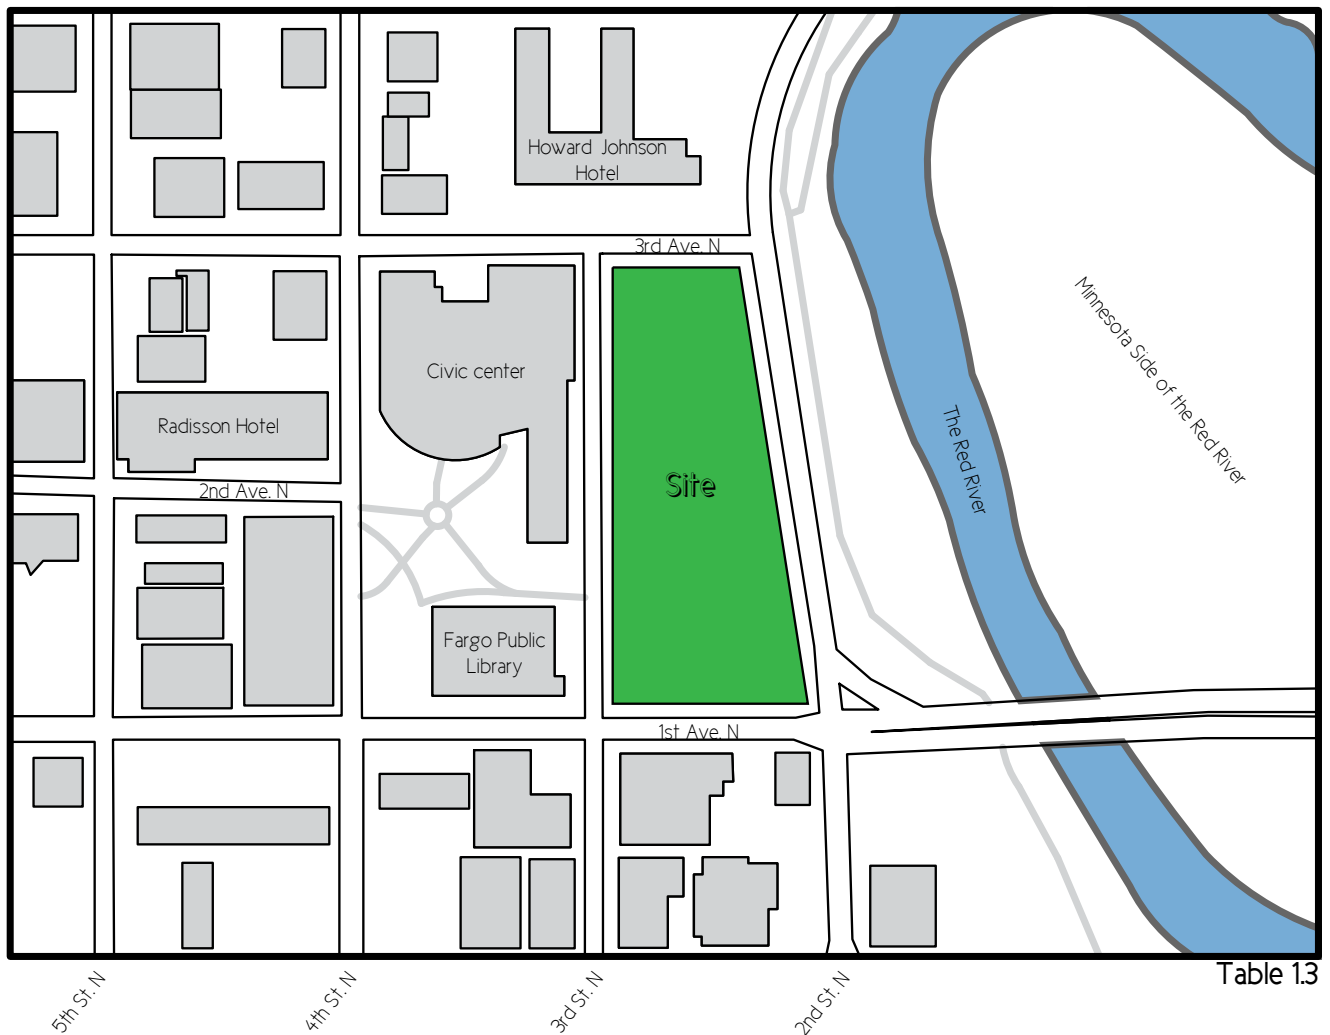 Howard Johnson
Hotel
3rd Ave. N
Civic center
Radisson Hotel
2nd Ave. N
Site
The Red River
Minnesota Side of the Red River
Fargo Public
Library
1st Ave. N
Table 1.3
5th St. N
4th St. N
3rd St. N
2nd St. N